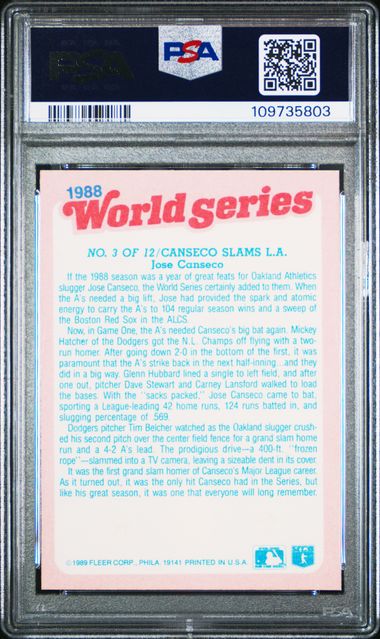 PSA
PSA
109735803
1988
World Series
NO. 3 OF 12/CANSECO SLAMS L.A.
Jose Canseco
If the 1988 season was a year of great feats for Oakland Athletics
slugger Jose Canseco, the World Series certainly added to them. When
the A's needed a big lift, Jose had provided the spark and atomic
energy to carry the A's to 104 regular season wins and a sweep of
the Boston Red Sox in the ALCS.
Now, in Game One, the A's needed Canseco's big bat again. Mickey
Hatcher of the Dodgers got the N.L. Champs off flying with a two-
run homer. After going down 2-0 in the bottom of the first, it was
paramount that the A's strike back in the next half-inning...and they
did in a big way. Glenn Hubbard lined a single to left field, and after
one out, pitcher Dave Stewart and Carney Lansford walked to load
the bases. With the "sacks packed," Jose Canseco came to bat,
sporting a League-leading 42 home runs, 124 runs batted in, and
slugging percentage of .569.
Dodgers pitcher Tim Belcher watched as the Oakland slugger crush-
ed his second pitch over the center field fence for a grand slam home
run and a 4-2 A's lead. The prodigious drive—a 400-ft. "frozen
rope"—slammed into a TV camera, leaving a sizeable dent in its cover.
It was the first grand slam homer of Canseco's Major League career.
As it turned out, it was the only hit Canseco had in the Series, but
like his great season, it was one that everyone will long remember.
©1989 FLEER CORP., PHILA. 19141 PRINTED IN U.S.A.